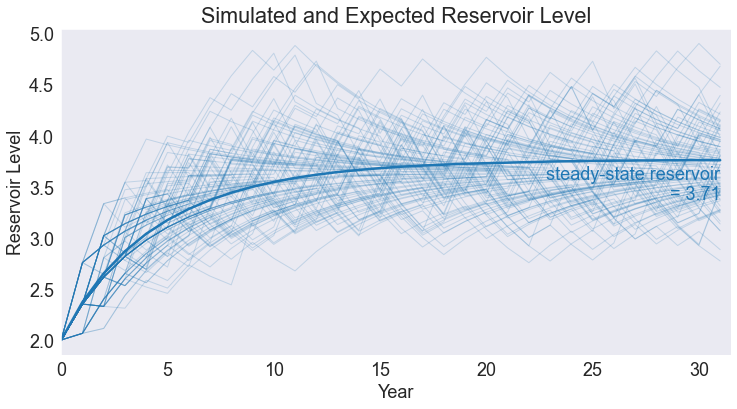 Simulated and Expected Reservoir Level
Reservoir Level
5.0
4.5
4.0
3.5
3.0
2.5
2.0
steady-state reservoir
= 3.71
0 5 10 15 20 25 30
Year